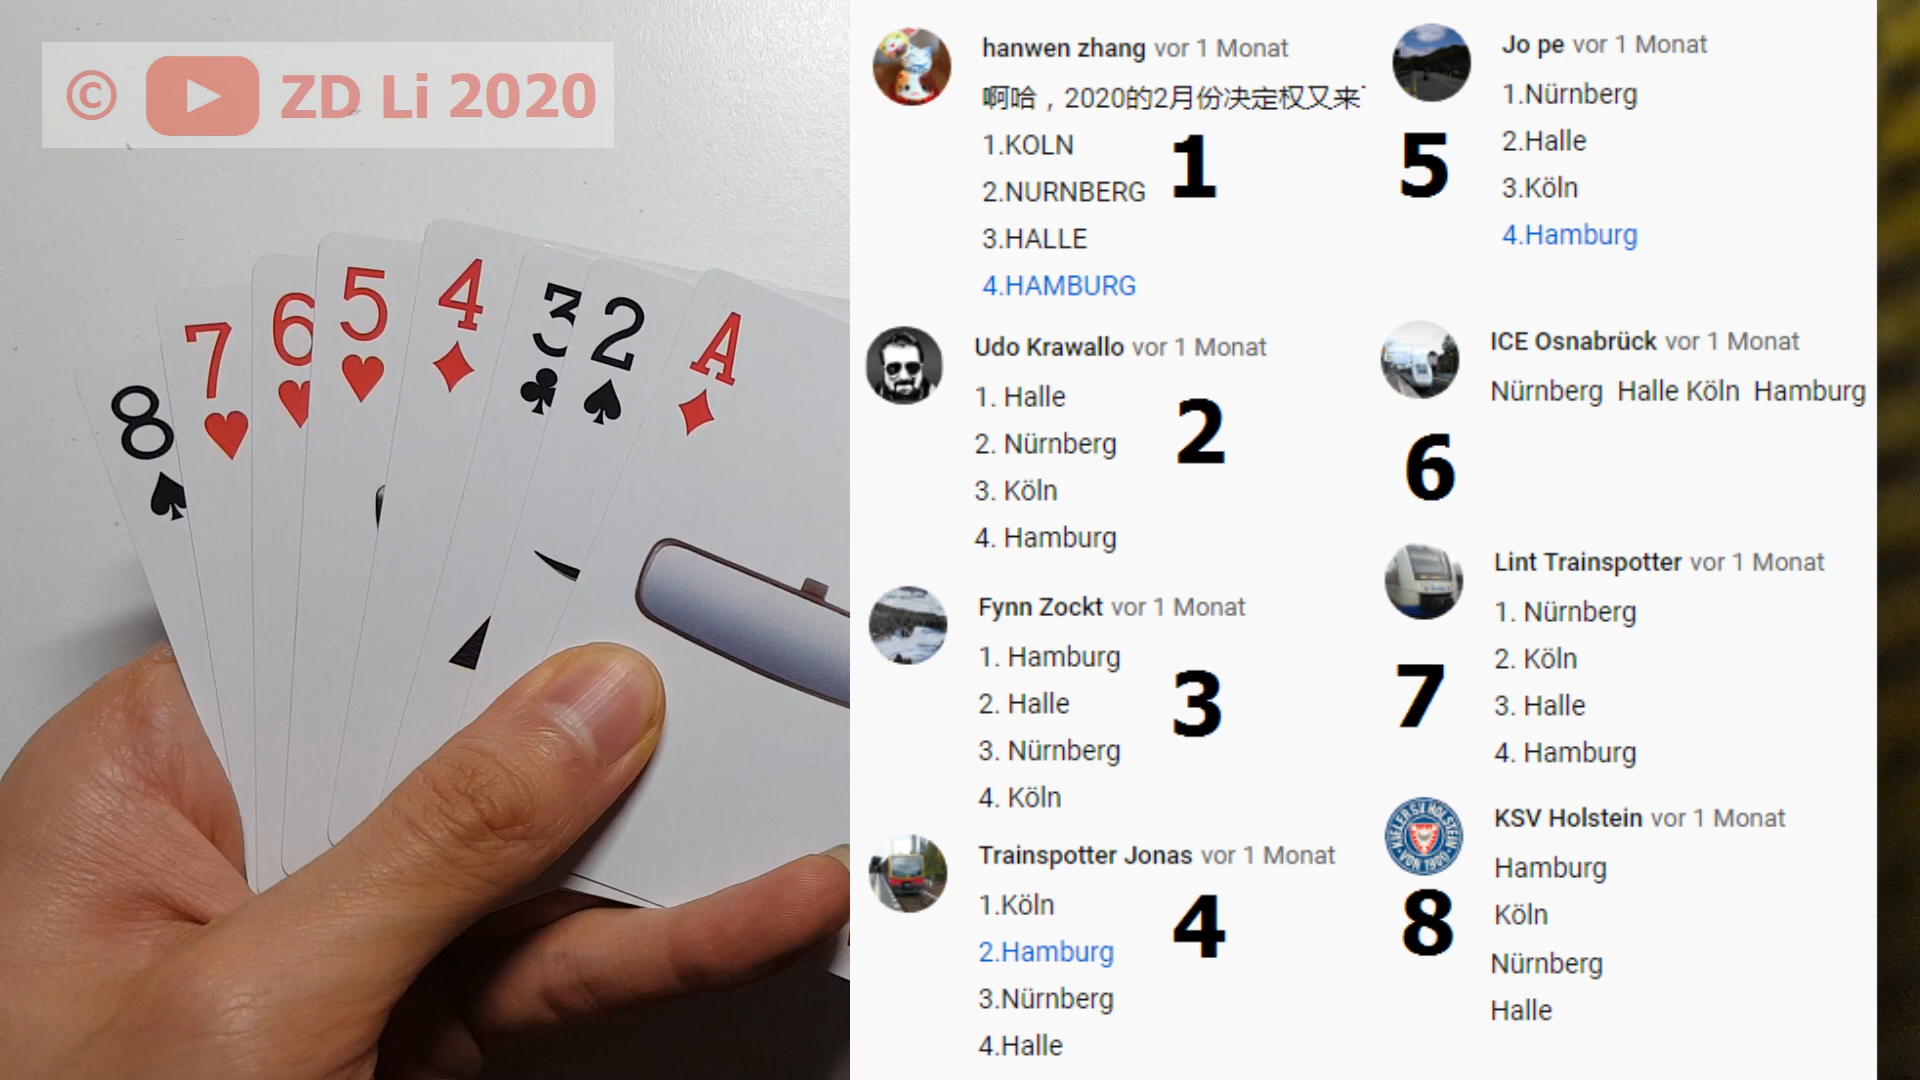 © ZD Li 2020
8
7
6
5
4
3
2
A
hanwen zhang vor 1 Monat
啊哈，2020的2月份决定权又来
1.KOLN
2.NURNBERG
3.HALLE
4.HAMBURG
1
Udo Krawallo vor 1 Monat
1. Halle
2. Nürnberg
3. Köln
4. Hamburg
2
Fynn Zockt vor 1 Monat
1. Hamburg
2. Halle
3. Nürnberg
4. Köln
3
Trainspotter Jonas vor 1 Monat
1.Köln
2.Hamburg
3.Nürnberg
4.Halle
4
Jo pe vor 1 Monat
1.Nürnberg
2.Halle
3.Köln
4.Hamburg
5
ICE Osnabrück vor 1 Monat
Nürnberg Halle Köln Hamburg
6
Lint Trainspotter vor 1 Monat
1. Nürnberg
2. Köln
3. Halle
4. Hamburg
7
KSV Holstein vor 1 Monat
Hamburg
Köln
Nürnberg
Halle
8